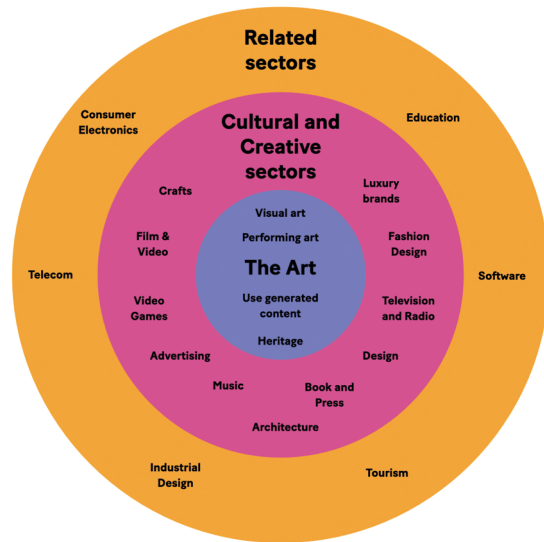 Related
sectors
Consumer
Electronics
Education
Cultural and
Creative
sectors
Crafts
Luxury
brands
Visual art
Film &
Video
Performing art
Fashion
Design
The Art
Telecom
Software
Video
Games
Use generated
content
Television
and Radio
Heritage
Advertising
Design
Music
Book and
Press
Architecture
Industrial
Design
Tourism